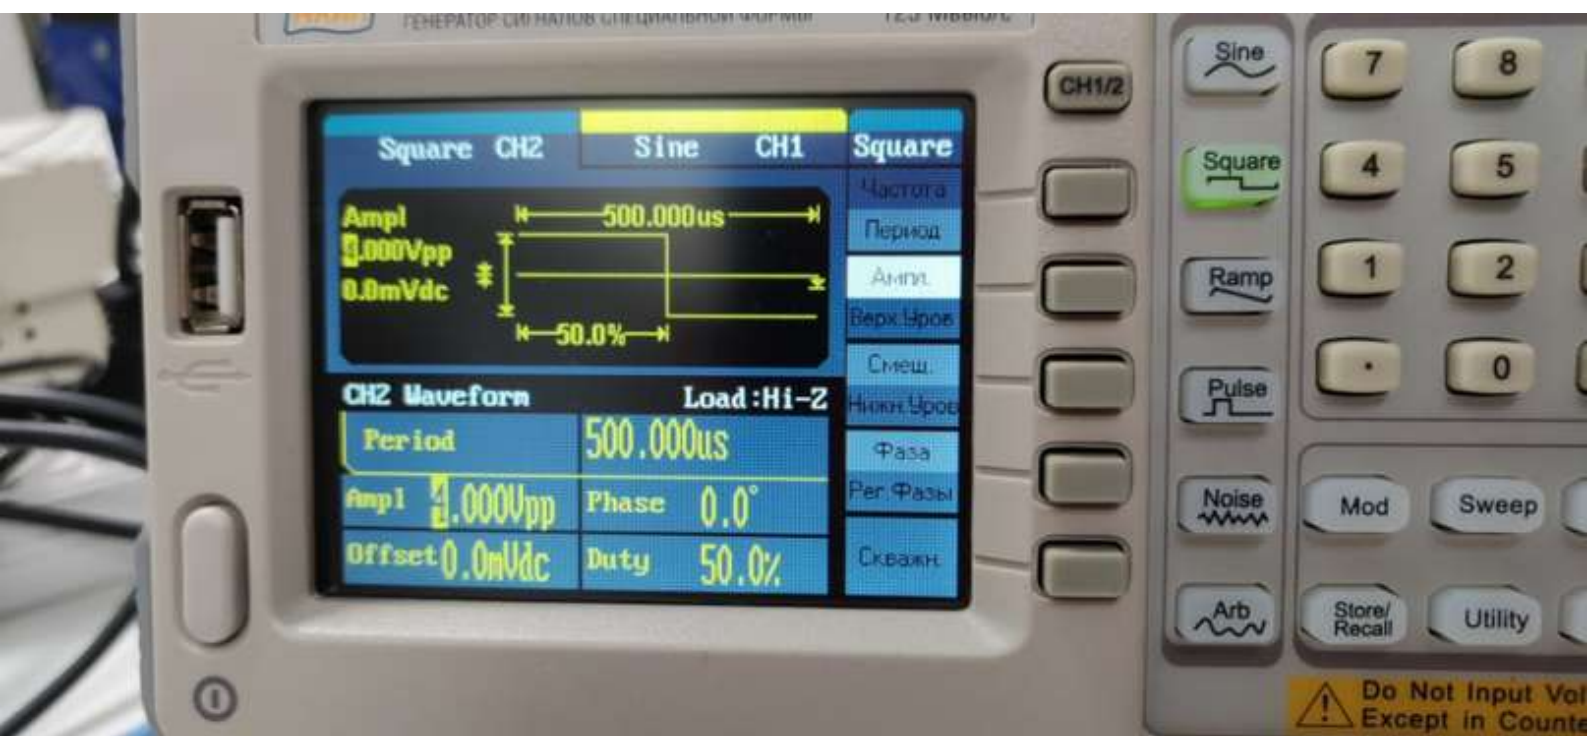 ГЕНЕРАТОР СИГНАЛОВ СПЕЦИАЛЬНОЙ ФОРМЫ
Square CH2
Sine CH1
Square
Частота
Период
Ампл.
Верх.Уров
Смещ.
Нижн.Уров
Фаза
Рег.Фазы
Скважн.
Ampl
4.000Vpp
0.0mVdc
500.000us
50.0%
CH2 Waveform
Load:Hi-Z
Period 500.000us
Ampl 4.000Vpp Phase 0.0°
Offset 0.0mVdc Duty 50.0%
CH1/2
Sine
Square
Ramp
Pulse
Noise
Arb
7 8
4 5
1 2
. 0
Mod Sweep
Store/
Recall
Utility
Do Not Input
Except in